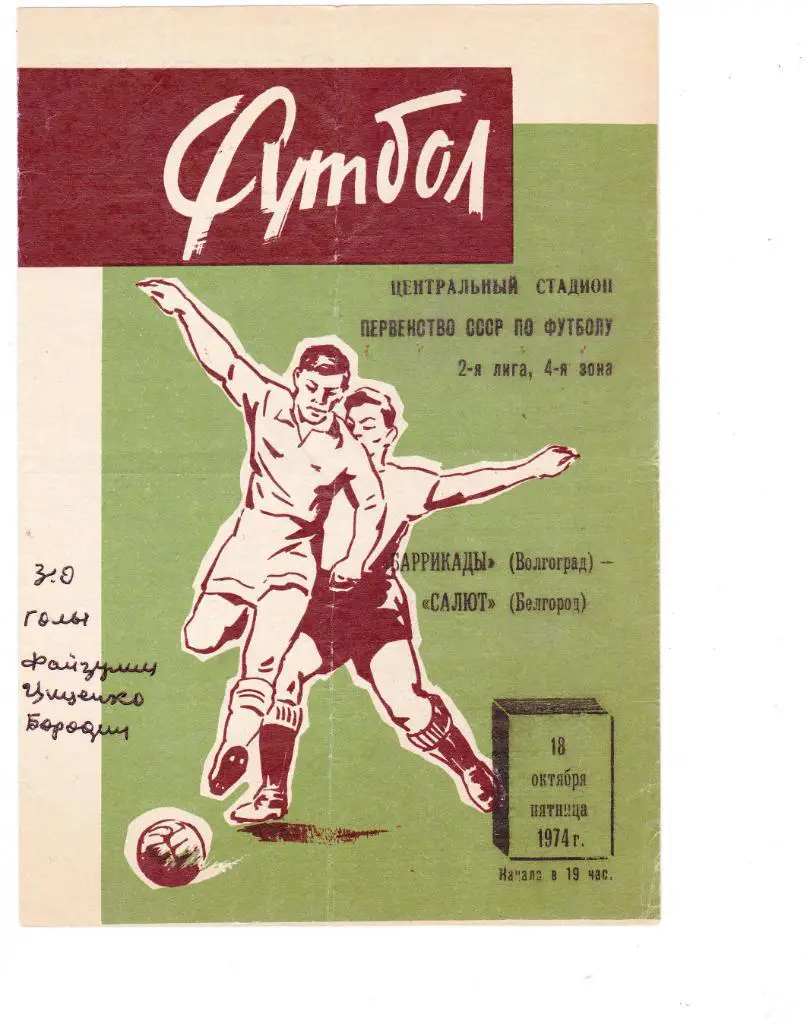 Футбол
ЦЕНТРАЛЬНЫЙ СТАДИОН
ПЕРВЕНСТВО СССР ПО ФУТБОЛУ
2-я лига, 4-я зона
«БАРРИКАДЫ» (Волгоград) –
«САЛЮТ» (Белгород)
3:0
голы
Файзулин
Бородин
18
октября
пятница
1974 г.
Начало в 19 час.